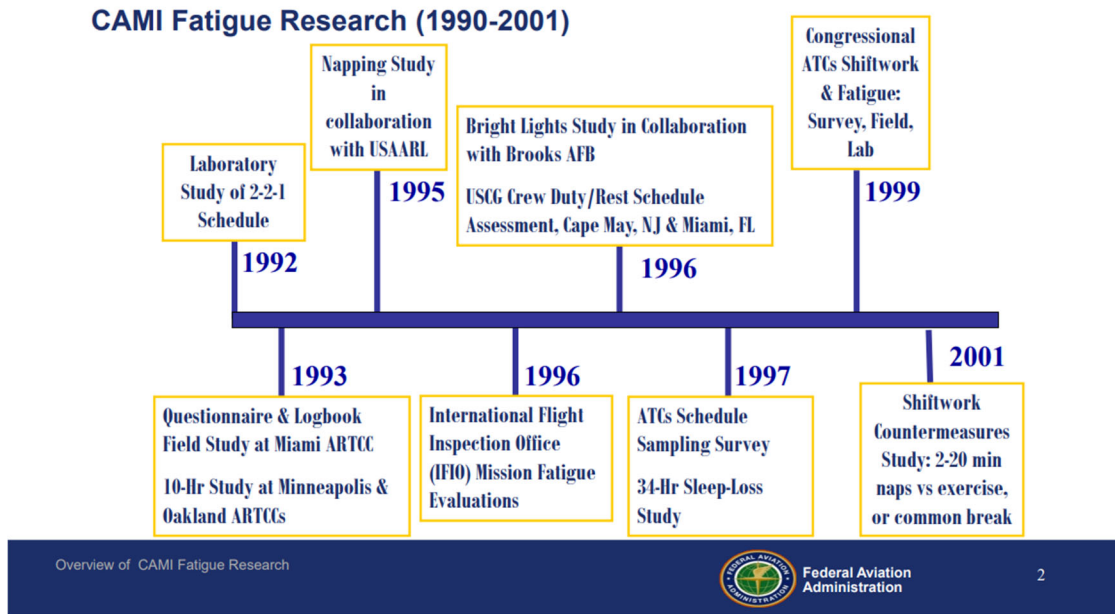 CAMI Fatigue Research (1990-2001)
Laboratory
Study of 2-2-1
Schedule
1992
Napping Study
in
collaboration
with USAARL
1995
Bright Lights Study in Collaboration
with Brooks AFB
USCG Crew Duty/Rest Schedule
Assessment, Cape May, NJ & Miami, FL
1996
Congressional
ATCs Shiftwork
& Fatigue:
Survey, Field,
Lab
1999
1993
Questionnaire & Logbook
Field Study at Miami ARTCC
10-Hr Study at Minneapolis &
Oakland ARTCCs
1996
International Flight
Inspection Office
(IFIO) Mission Fatigue
Evaluations
1997
ATCs Schedule
Sampling Survey
34-Hr Sleep-Loss
Study
2001
Shiftwork
Countermeasures
Study: 2-20 min
naps vs exercise,
or common break
Overview of CAMI Fatigue Research
FEDERAL AVIATION
ADMINISTRATION
Federal Aviation
Administration
2